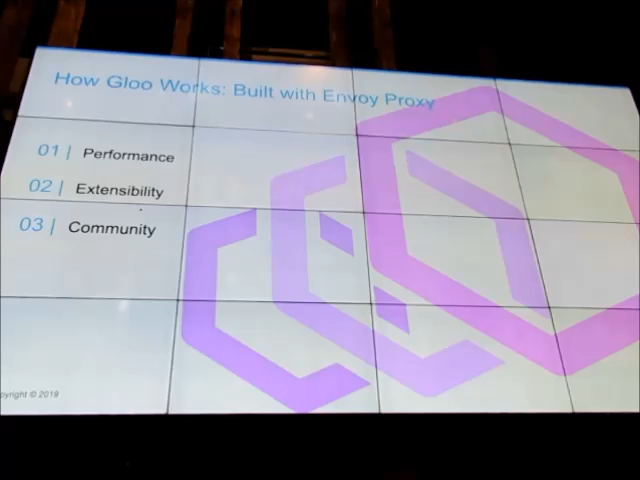 How Gloo Works: Built with Envoy Proxy
01 | Performance
02 | Extensibility
03 | Community
pyright © 2019